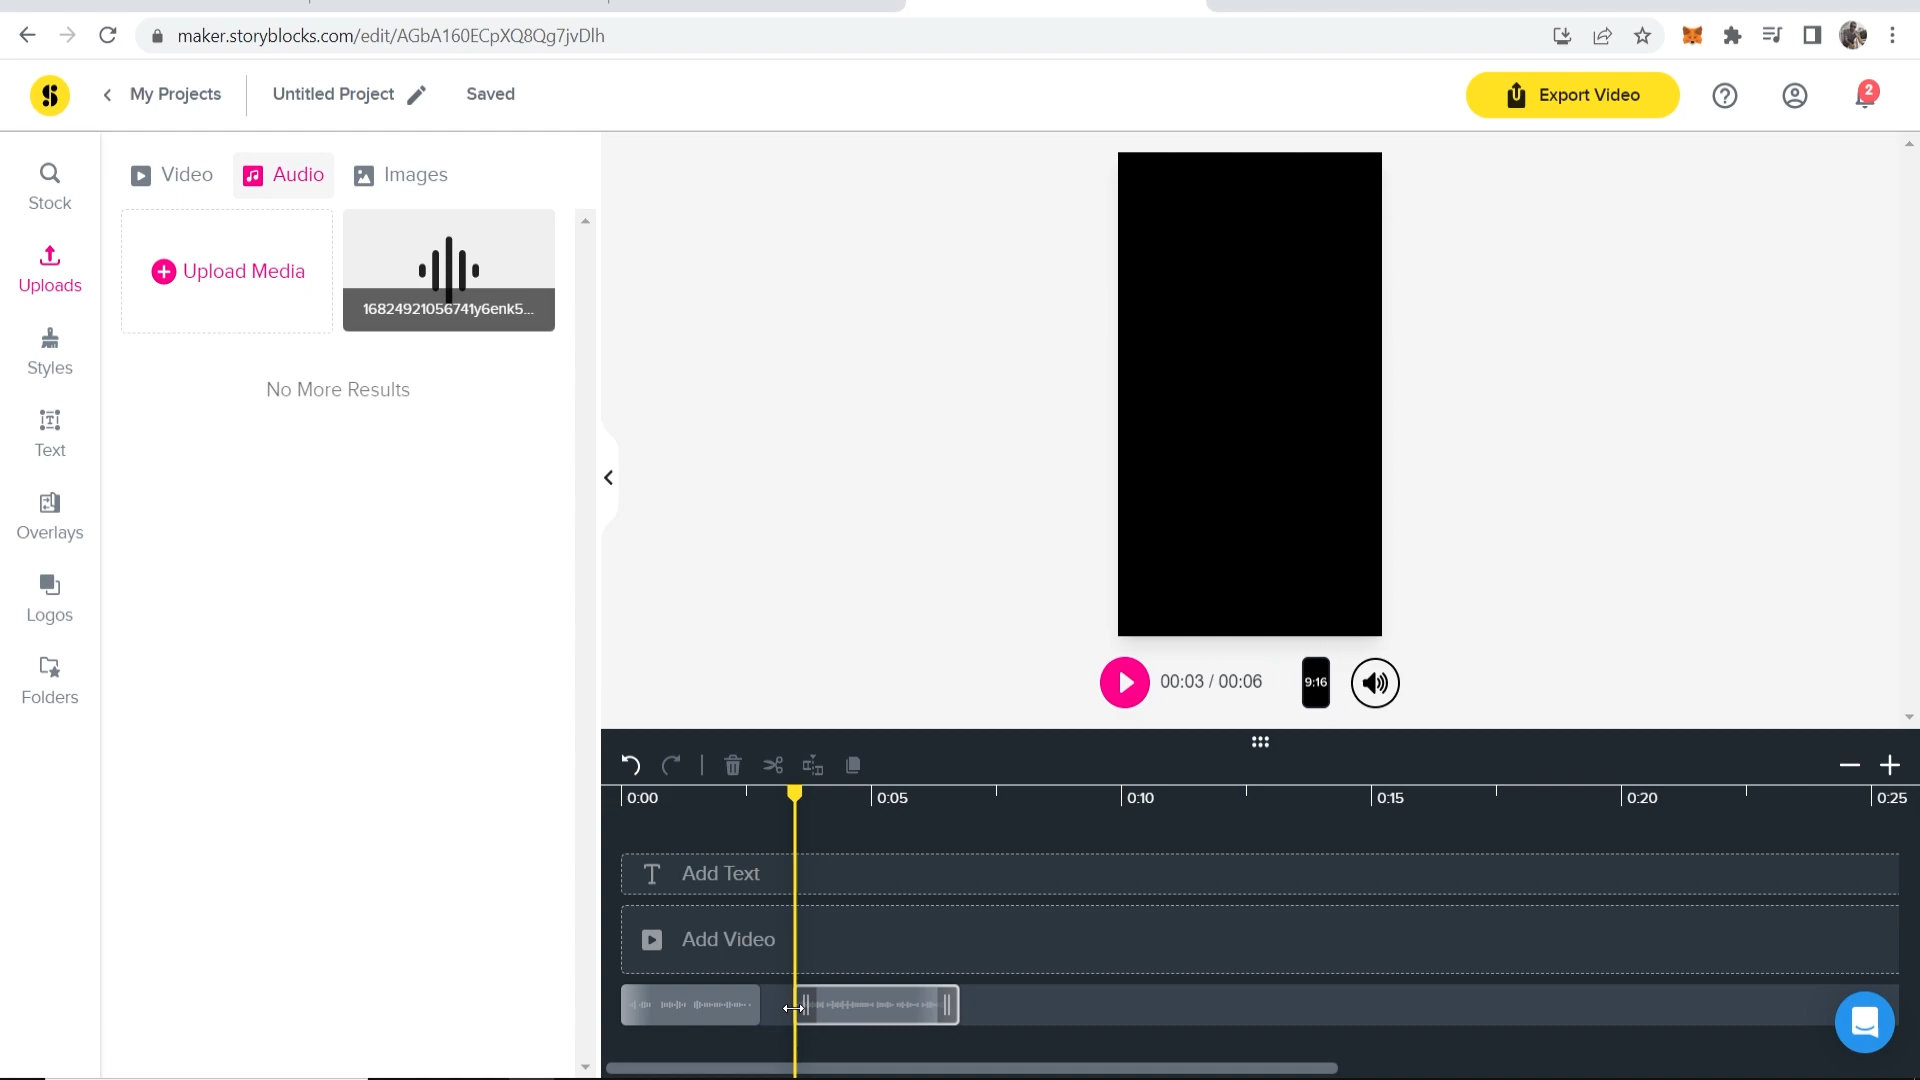 maker.storyblocks.com/edit/AGbA160ECpXQ8Qg7jvDlh
My Projects
Untitled Project
Saved
Export Video
2
Stock
Uploads
Styles
Text
Overlays
Logos
Folders
Video
Audio
Images
Upload Media
16824921056741y6enk5...
No More Results
00:03 / 00:06
9:16
0:00
0:05
0:10
0:15
0:20
0:25
Add Text
Add Video